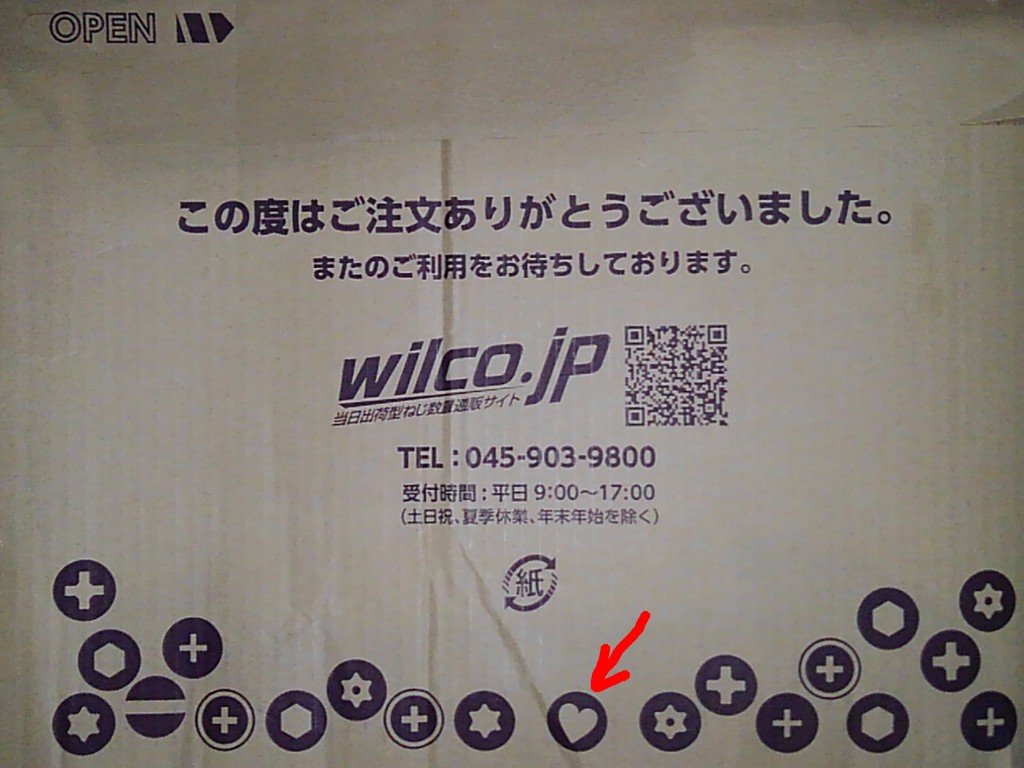 OPEN
この度はご注文ありがとうございました。
またのご利用をお待ちしております。
wilco.jp
当日出荷型ねじ数量通販サイト
TEL：045-903-9800
受付時間：平日 9:00～17:00
（土日祝、夏季休業、年末年始を除く）
紙